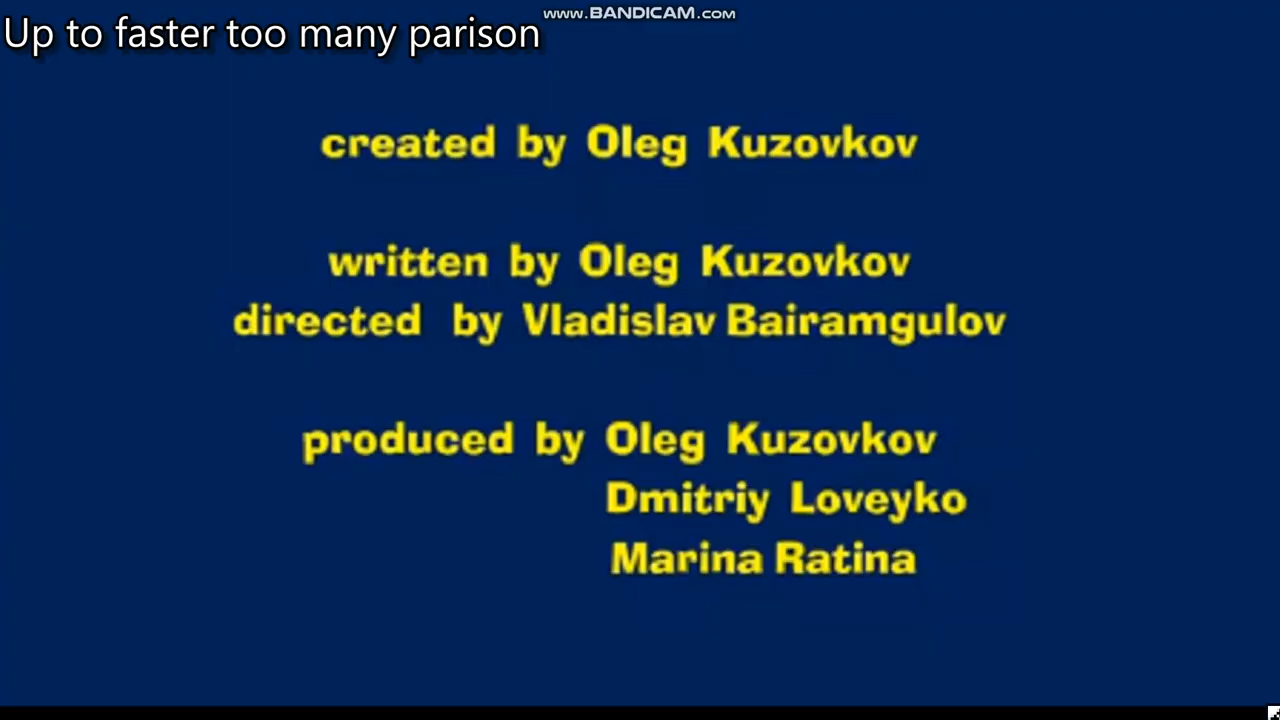 www.BANDICAM.com
Up to faster too many parison
created by Oleg Kuzovkov
written by Oleg Kuzovkov
directed by Vladislav Bairamgulov
produced by Oleg Kuzovkov
Dmitriy Loveyko
Marina Ratina